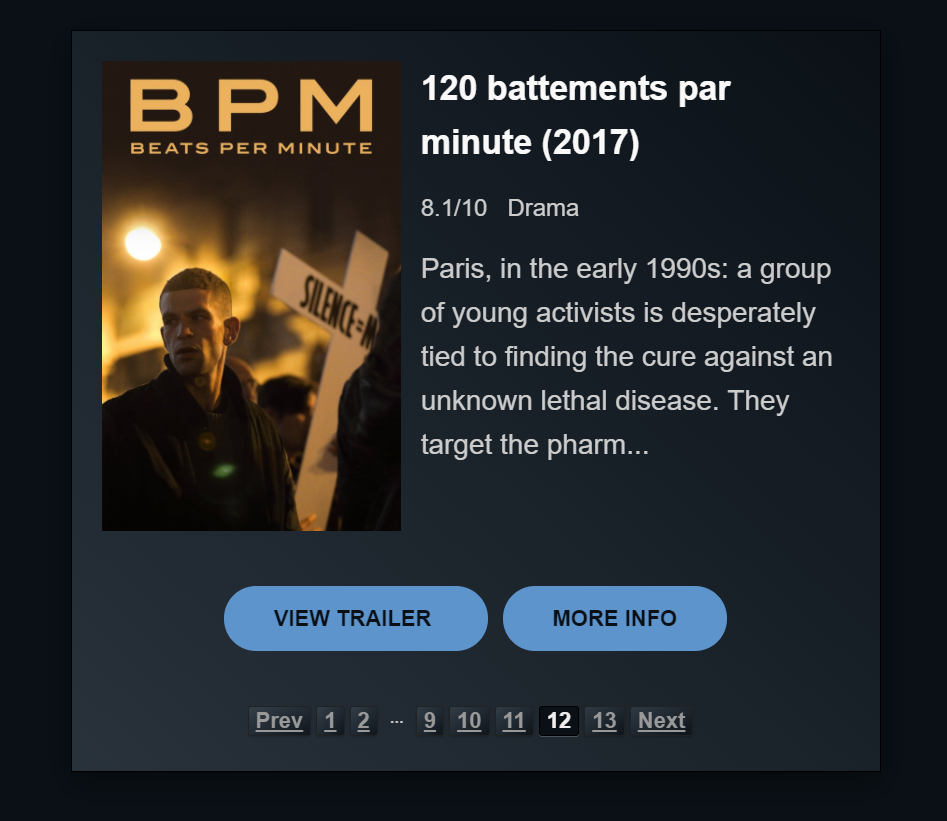 BPM
BEATS PER MINUTE
SILENCE=M
120 battements par
minute (2017)
8.1/10 Drama
Paris, in the early 1990s: a group
of young activists is desperately
tied to finding the cure against an
unknown lethal disease. They
target the pharm...
VIEW TRAILER MORE INFO
Prev 1 2 ... 9 10 11 12 13 Next